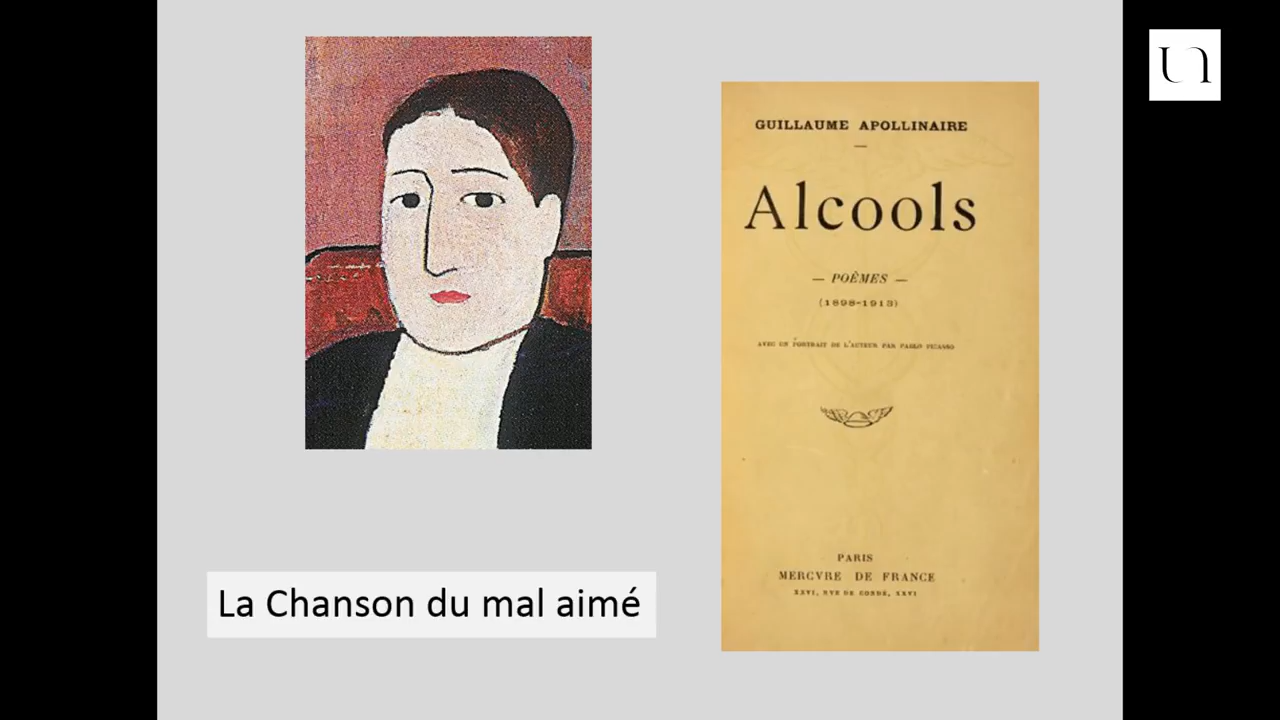 GUILLAUME APOLLINAIRE
Alcools
— POÈMES —
(1898-1913)
AVEC UN PORTRAIT DE L'AUTEUR PAR PABLO PICASSO
PARIS
MERCVRE DE FRANCE
XXVI, RVE DE CONDÉ, XXVI
La Chanson du mal aimé